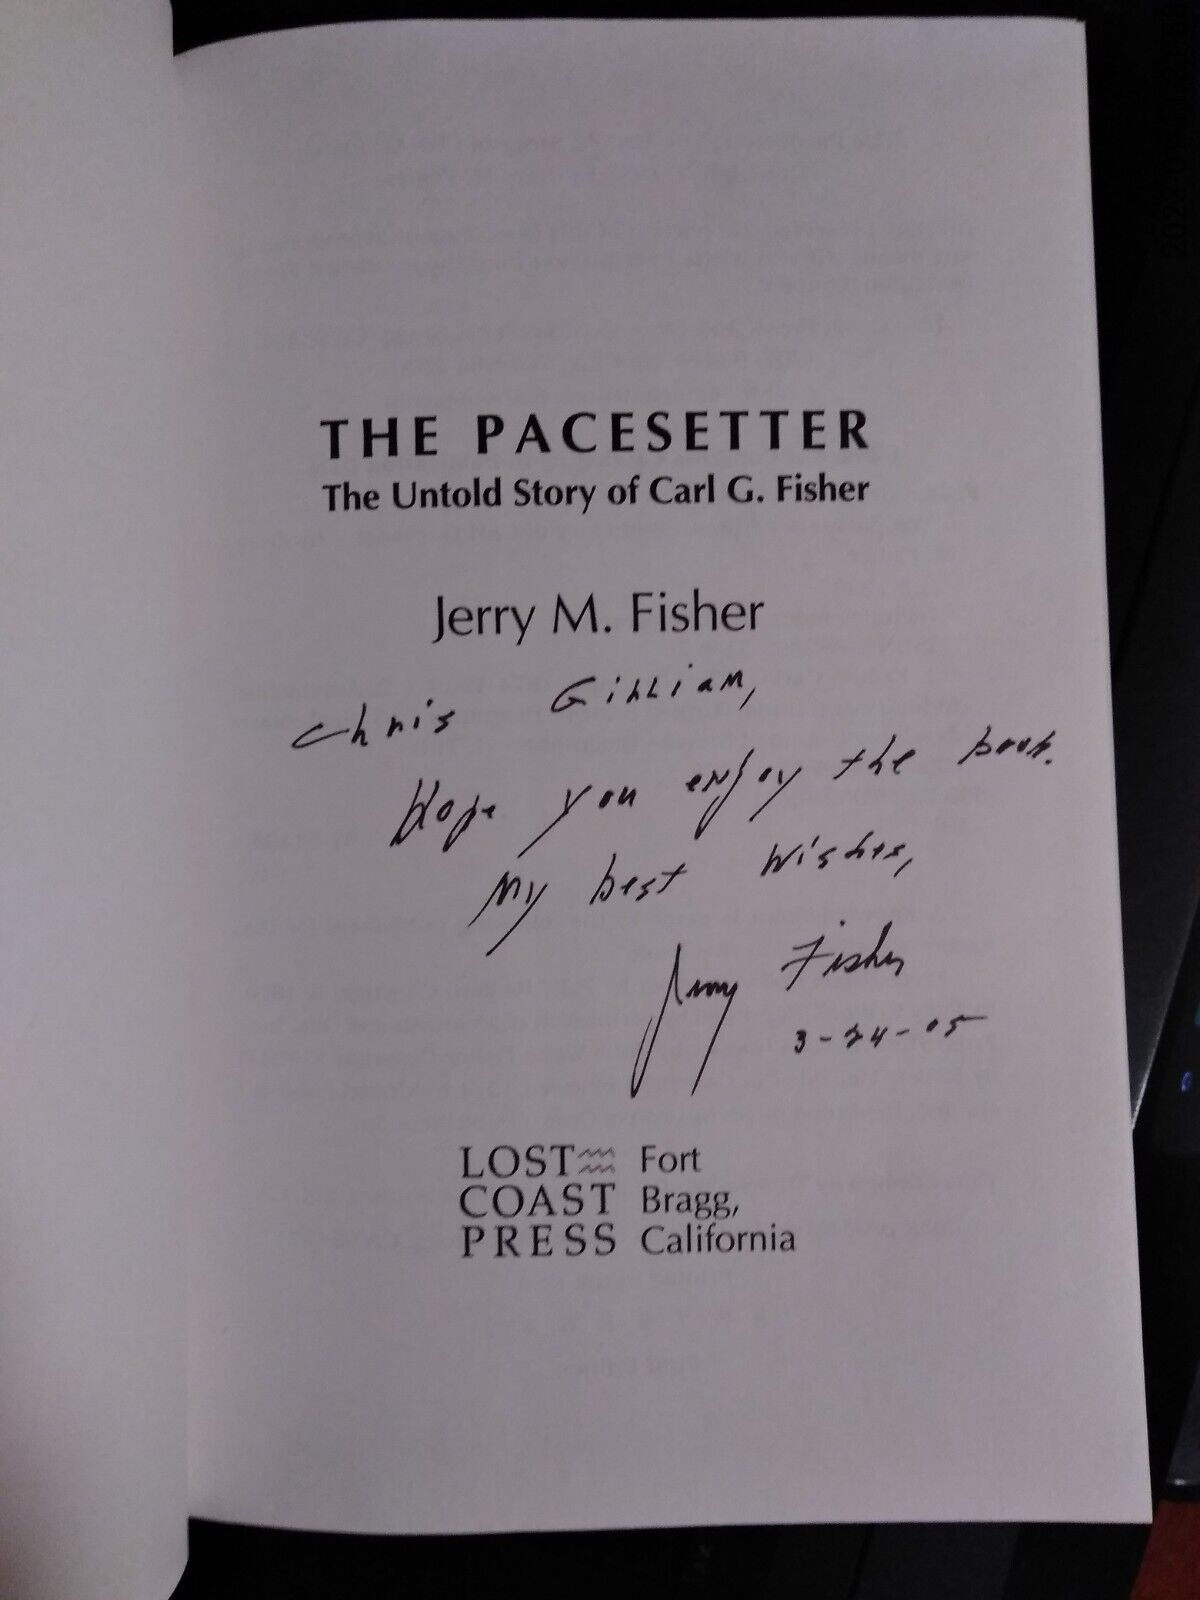 THE PACESETTER
The Untold Story of Carl G. Fisher
Jerry M. Fisher
Chris Gilliam,
Hope you enjoy the book.
My best wishes,
Jerry Fisher
3-24-05
LOST Fort
COAST Bragg,
PRESS California